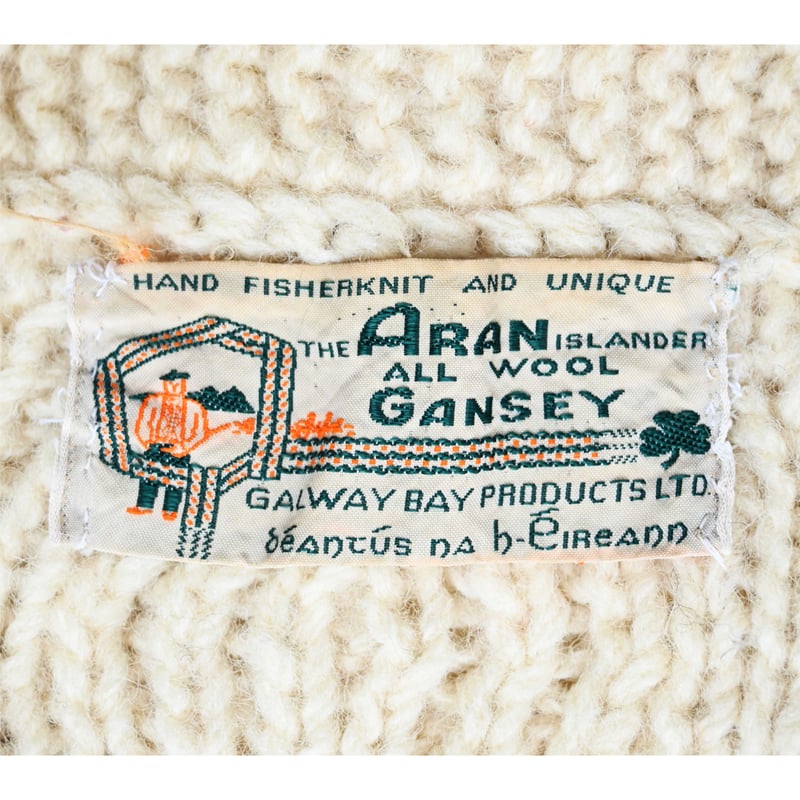 HAND FISHERKNIT AND UNIQUE
THE ARAN ISLANDER
ALL WOOL
GANSEY
GALWAY BAY PRODUCTS LTD.
déantús na h-Éireann